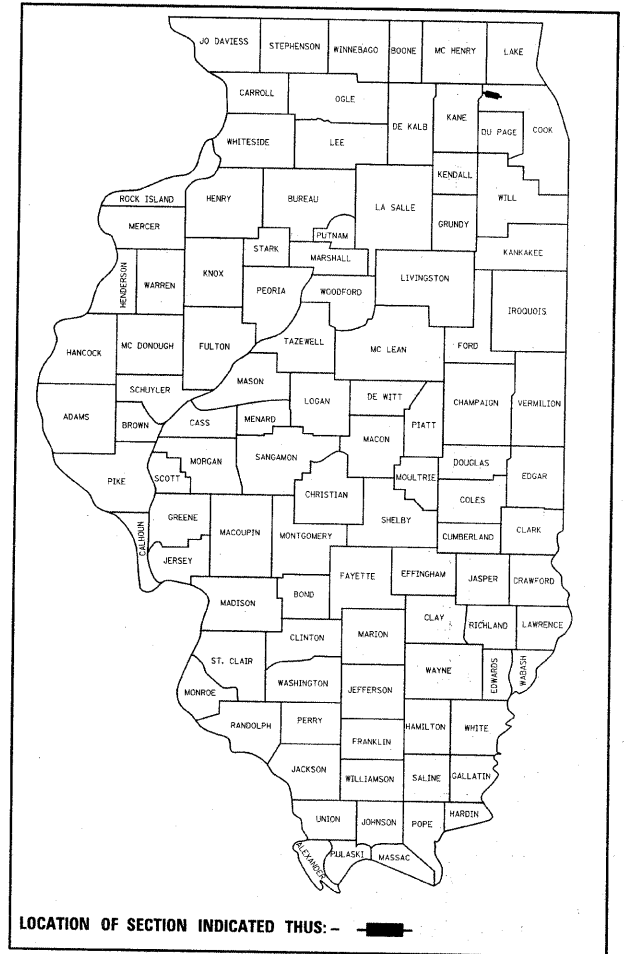 JO DAVIESS STEPHENSON WINNEBAGO BOONE MC HENRY LAKE
CARROLL OGLE DE KALB KANE DU PAGE COOK
WHITESIDE LEE
KENDALL
ROCK ISLAND HENRY BUREAU LA SALLE GRUNDY WILL
MERCER PUTNAM
STARK MARSHALL KANKAKEE
HENDERSON WARREN KNOX PEORIA WOODFORD LIVINGSTON IROQUOIS
HANCOCK MC DONOUGH FULTON TAZEWELL MC LEAN FORD
SCHUYLER MASON LOGAN DE WITT CHAMPAIGN VERMILION
ADAMS BROWN CASS MENARD MACON PIATT
PIKE SCOTT MORGAN SANGAMON CHRISTIAN MOULTRIE DOUGLAS EDGAR
COLES
CALHOUN GREENE MACOUPIN MONTGOMERY SHELBY CUMBERLAND CLARK
JERSEY
MADISON BOND FAYETTE EFFINGHAM JASPER CRAWFORD
CLINTON MARION CLAY RICHLAND LAWRENCE
ST. CLAIR WASHINGTON JEFFERSON WAYNE EDWARDS WABASH
MONROE
RANDOLPH PERRY FRANKLIN HAMILTON WHITE
JACKSON WILLIAMSON SALINE GALLATIN
UNION JOHNSON POPE HARDIN
ALEXANDER PULASKI MASSAC
LOCATION OF SECTION INDICATED THUS: -